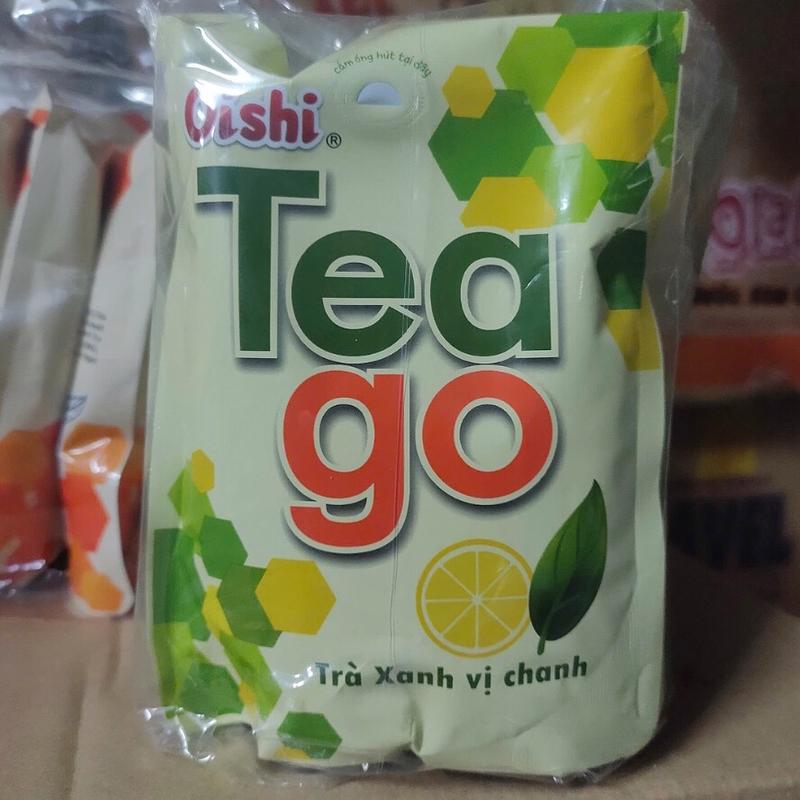 cắm ống hút tại đây
Oishi®
Tea
go
Trà Xanh vị chanh